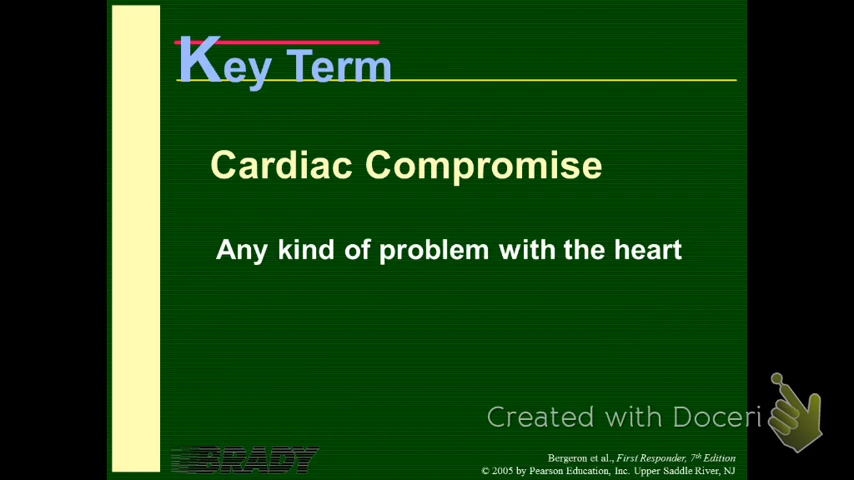 Key Term
Cardiac Compromise
Any kind of problem with the heart
Created with Doceri
BRADY
Bergeron et al., First Responder, 7th Edition
© 2005 by Pearson Education, Inc. Upper Saddle River, NJ